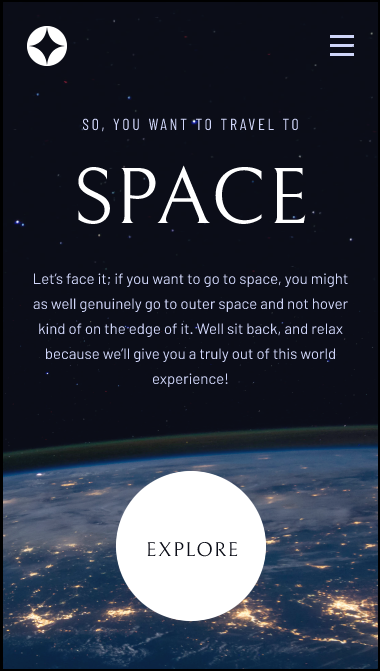 SO, YOU WANT TO TRAVEL TO
SPACE
Let’s face it; if you want to go to space, you might
as well genuinely go to outer space and not hover
kind of on the edge of it. Well sit back, and relax
because we’ll give you a truly out of this world
experience!
EXPLORE